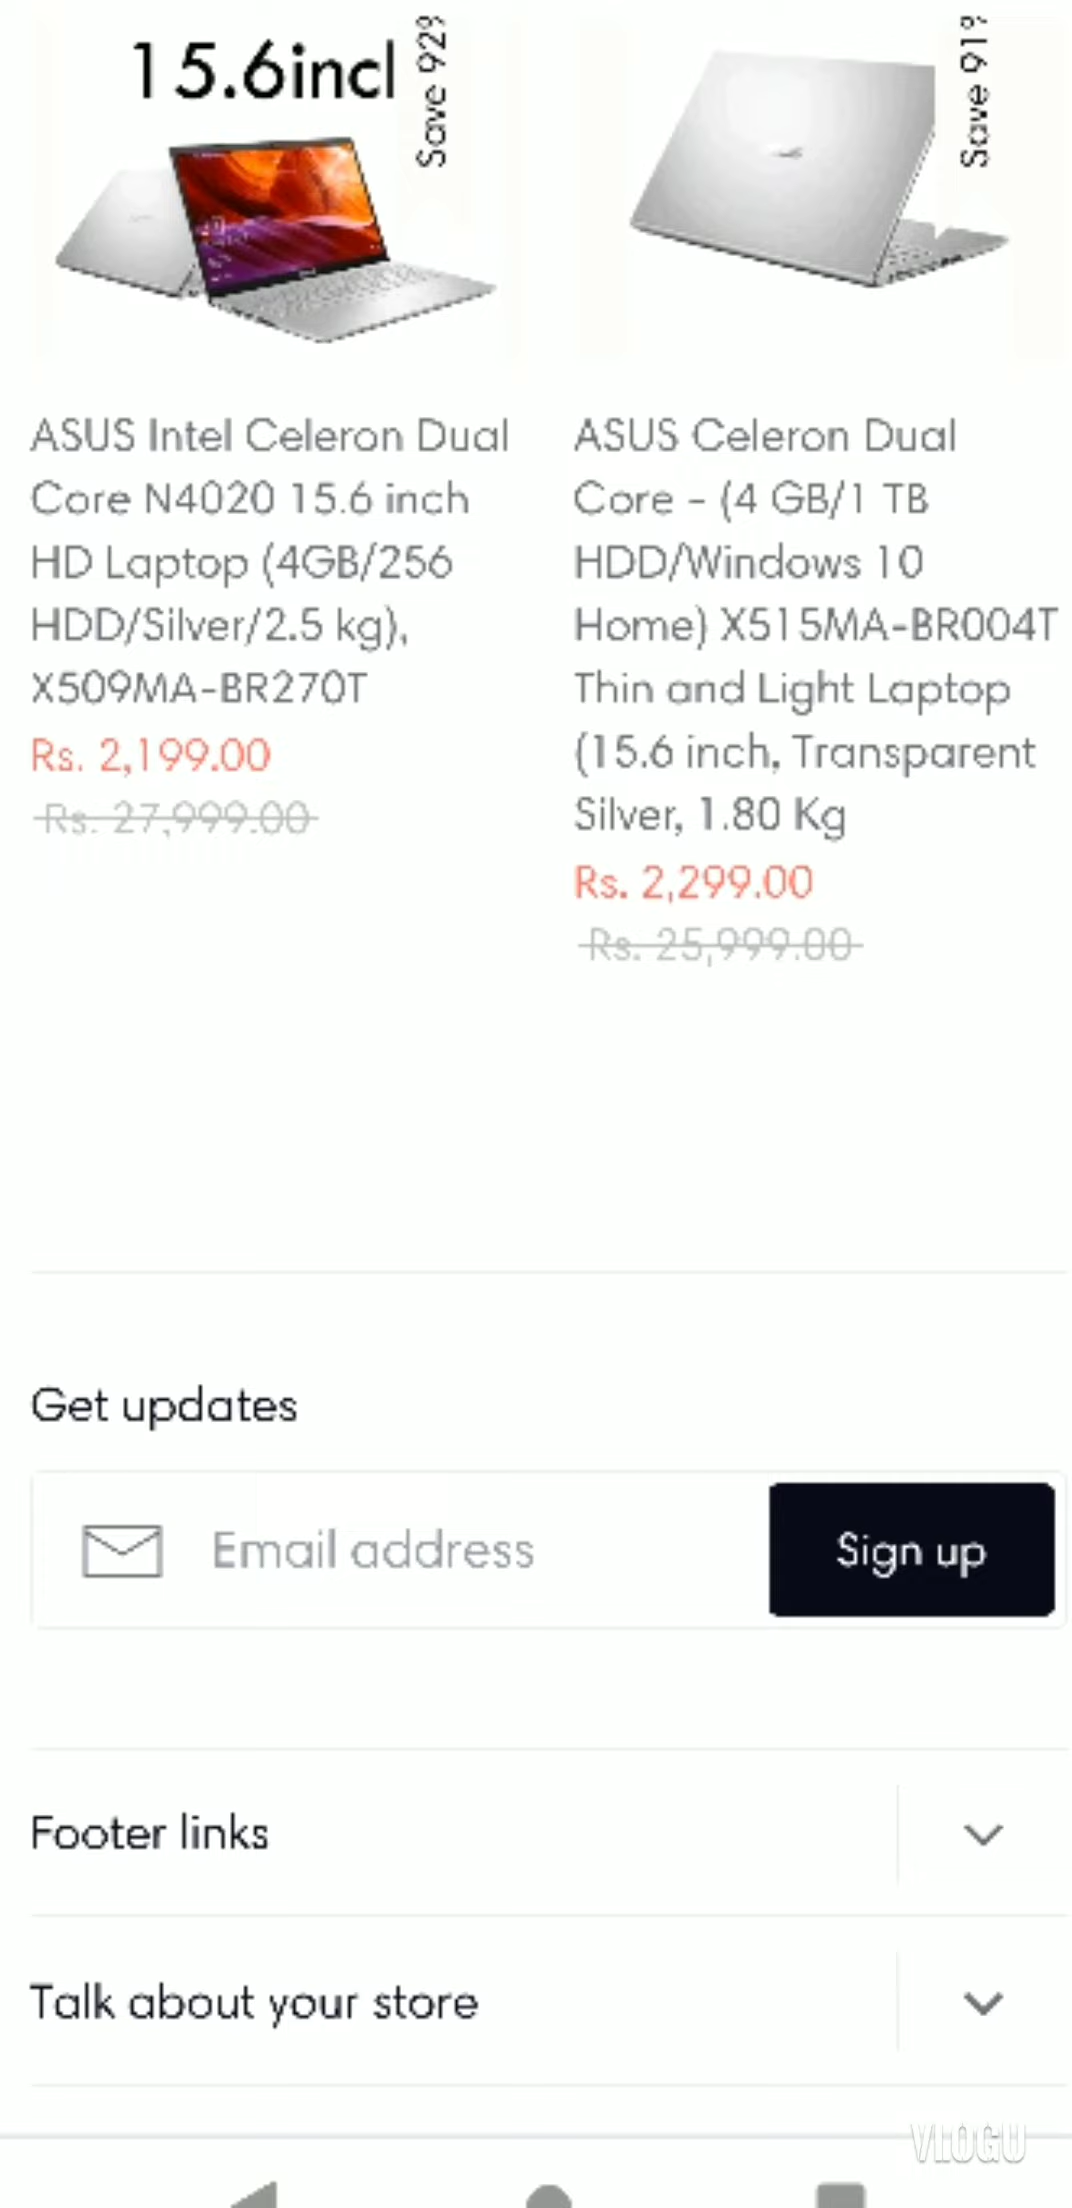 15.6incl
Save 92%
Save 91%
ASUS Intel Celeron Dual
Core N4020 15.6 inch
HD Laptop (4GB/256
HDD/Silver/2.5 kg),
X509MA-BR270T
Rs. 2,199.00
Rs. 27,999.00
ASUS Celeron Dual
Core - (4 GB/1 TB
HDD/Windows 10
Home) X515MA-BR004T
Thin and Light Laptop
(15.6 inch, Transparent
Silver, 1.80 Kg
Rs. 2,299.00
Rs. 25,999.00
Get updates
Email address
Sign up
Footer links
Talk about your store
VLOGU